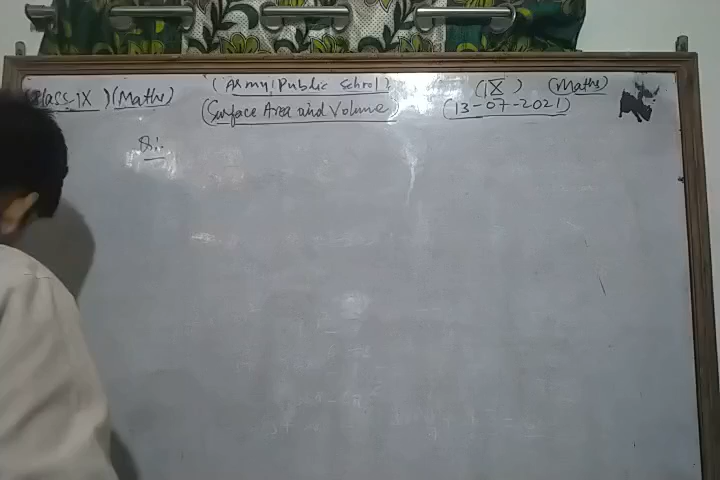 (Army Public School) (IX) (Maths)
Class-IX) (Maths)
(Surface Area and Volume) (13-07-2021)